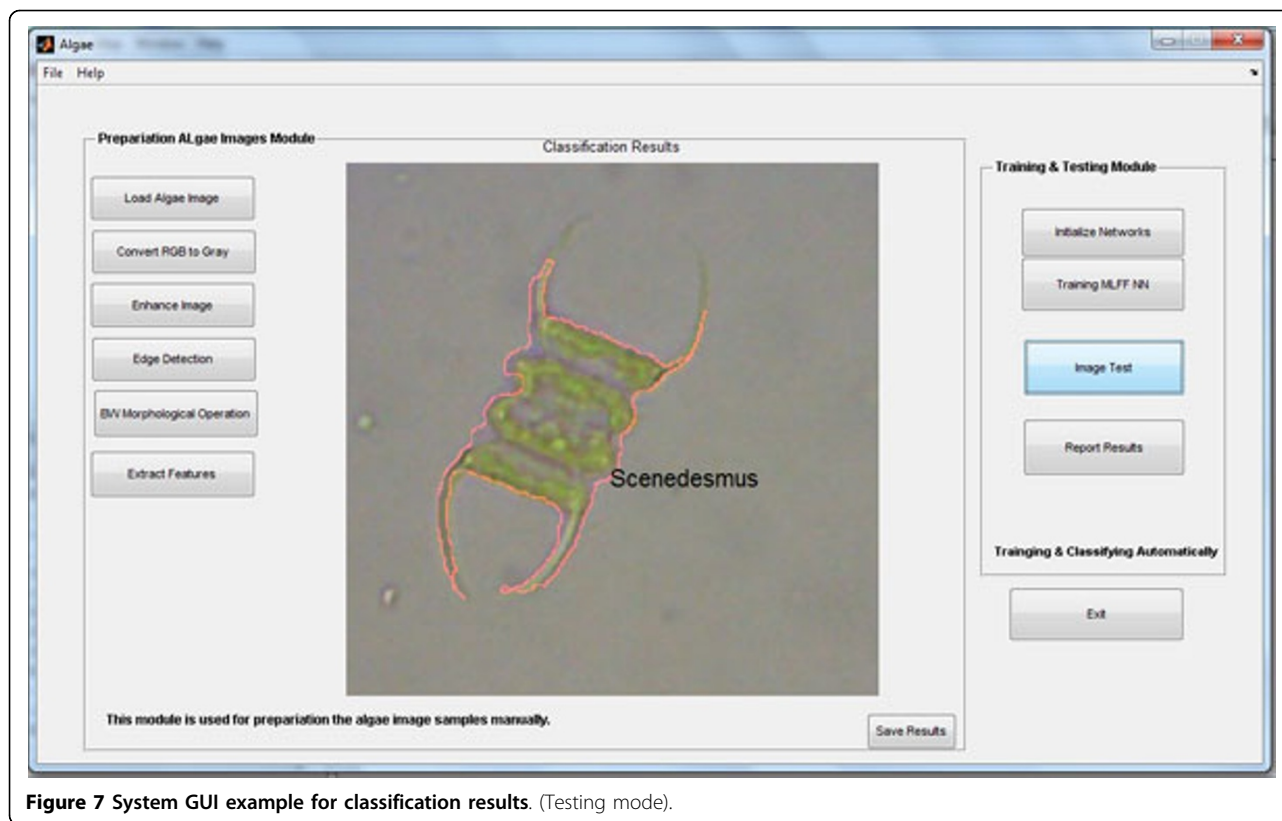 Algae
File Help
Prepariation ALgae Images Module
Classification Results
Load Algae Image
Convert RGB to Gray
Enhance Image
Edge Detection
BW Morphological Operation
Extract Features
Scenedesmus
This module is used for prepariation the algae image samples manually.
Save Results
Training & Testing Module
Initialize Networks
Training MLFF NN
Image Test
Report Results
Trainging & Classifying Automatically
Exit
Figure 7 System GUI example for classification results. (Testing mode).